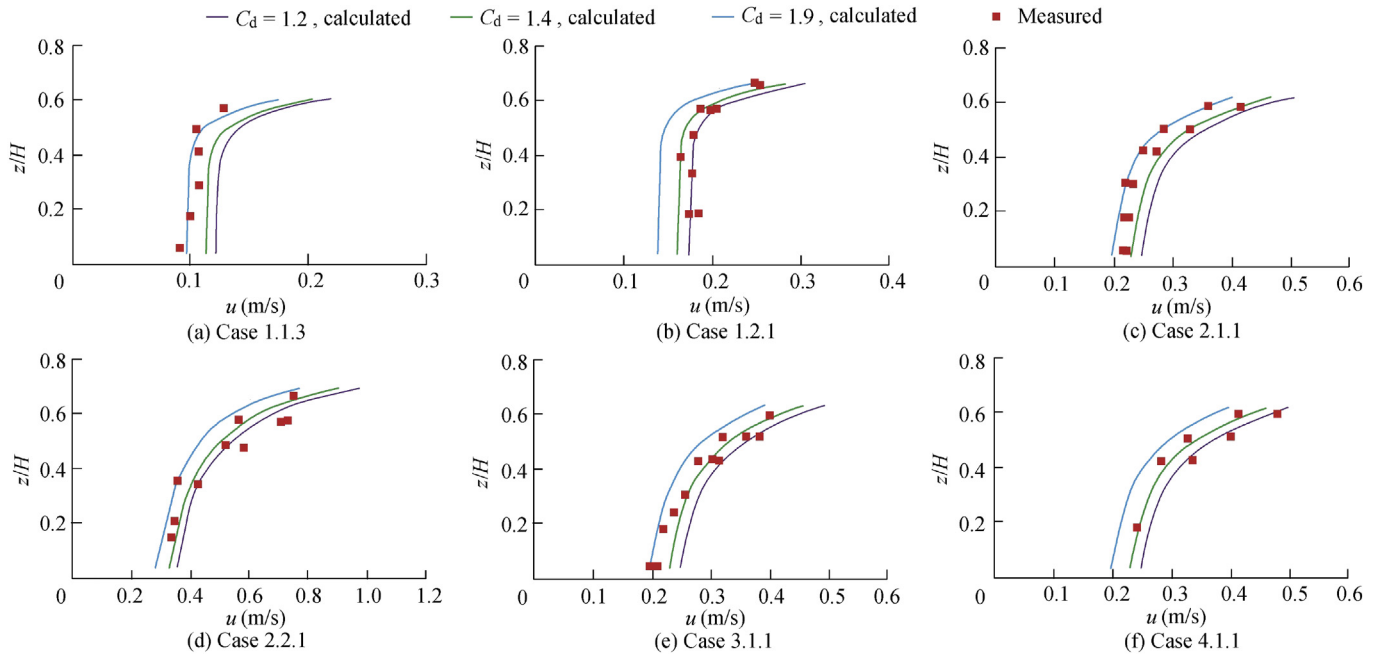 C_d = 1.2 , calculated C_d = 1.4 , calculated C_d = 1.9 , calculated Measured
0.8 0.8 0.8
0.6 0.6 0.6
z/H z/H z/H
0.4 0.4 0.4
0.2 0.2 0.2
0 0.1 0.2 0.3 0 0.1 0.2 0.3 0.4 0 0.1 0.2 0.3 0.4 0.5 0.6
u (m/s) u (m/s) u (m/s)
(a) Case 1.1.3 (b) Case 1.2.1 (c) Case 2.1.1
0.8 0.8 0.8
0.6 0.6 0.6
z/H z/H z/H
0.4 0.4 0.4
0.2 0.2 0.2
0 0.2 0.4 0.6 0.8 1.0 1.2 0 0.1 0.2 0.3 0.4 0.5 0.6 0 0.1 0.2 0.3 0.4 0.5 0.6
u (m/s) u (m/s) u (m/s)
(d) Case 2.2.1 (e) Case 3.1.1 (f) Case 4.1.1